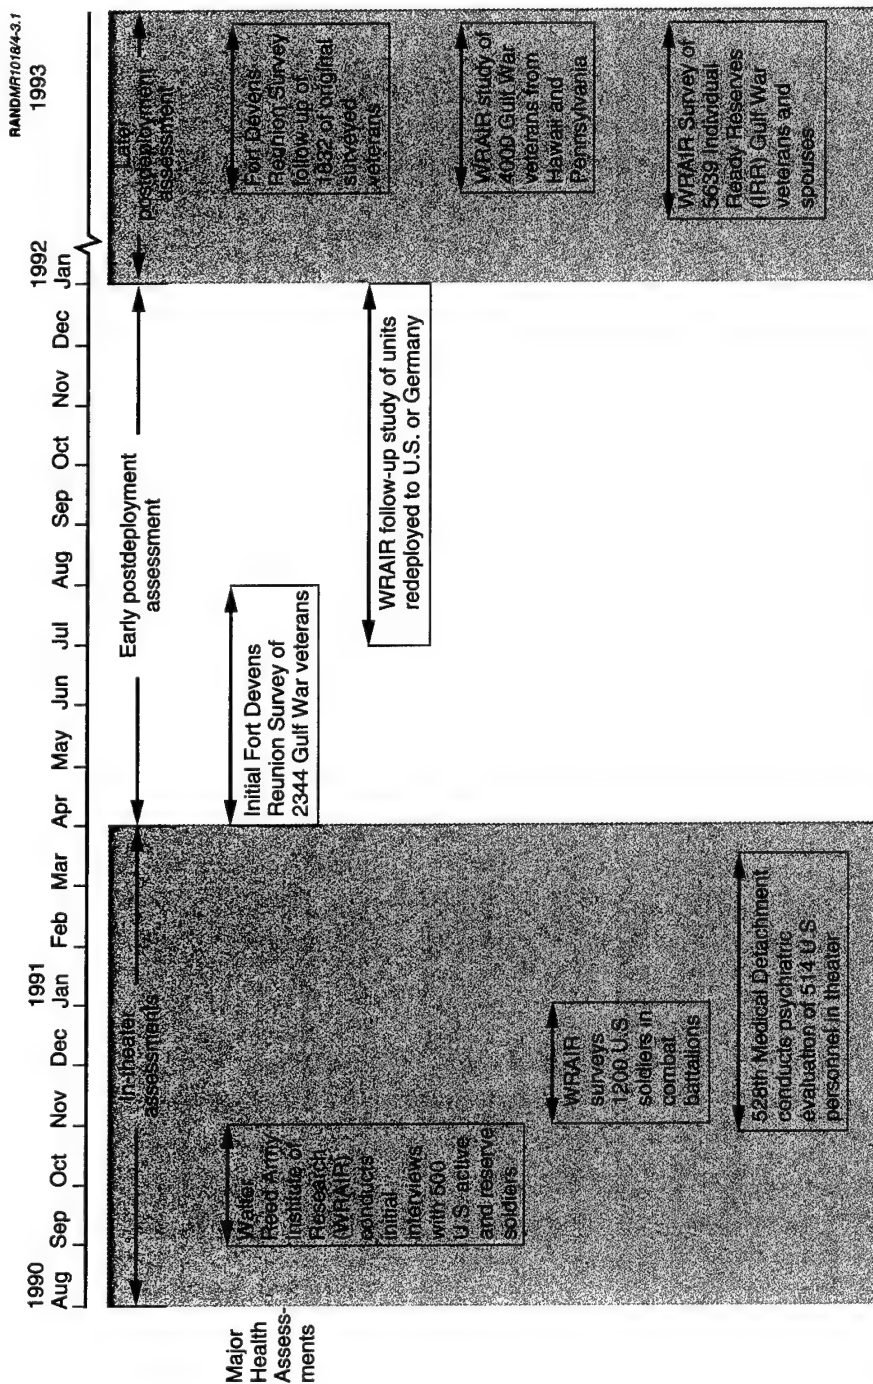 RANDMR1018/4-3.1
1990
1991
1992
1993
Aug Sep Oct Nov Dec Jan Feb Mar Apr May Jun Jul Aug Sep Oct Nov Dec Jan
In-theater
assessments
Early postdeployment
assessment
Later
postdeployment
assessment
Major
Health
Assess-
ments
Walter
Reed Army
Institute of
Research
(WRAIR)
conducts
initial
interviews
with 500
U.S. active
and reserve
soldiers
WRAIR
surveys
1200 U.S.
soldiers in
combat
battalions
528th Medical Detachment
conducts psychiatric
evaluation of 514 U.S.
personnel in theater
Initial Fort Devens
Reunion Survey of
2344 Gulf War veterans
WRAIR follow-up study of units
redeployed to U.S. or Germany
Fort Devens
Reunion Survey
follow up of
1832 of original
surveyed
veterans
WRAIR study of
4000 Gulf War
veterans from
Hawaii and
Pennsylvania
WRAIR Survey of
5639 Individual
Ready Reserves
(IRR) Gulf War
veterans and
spouses